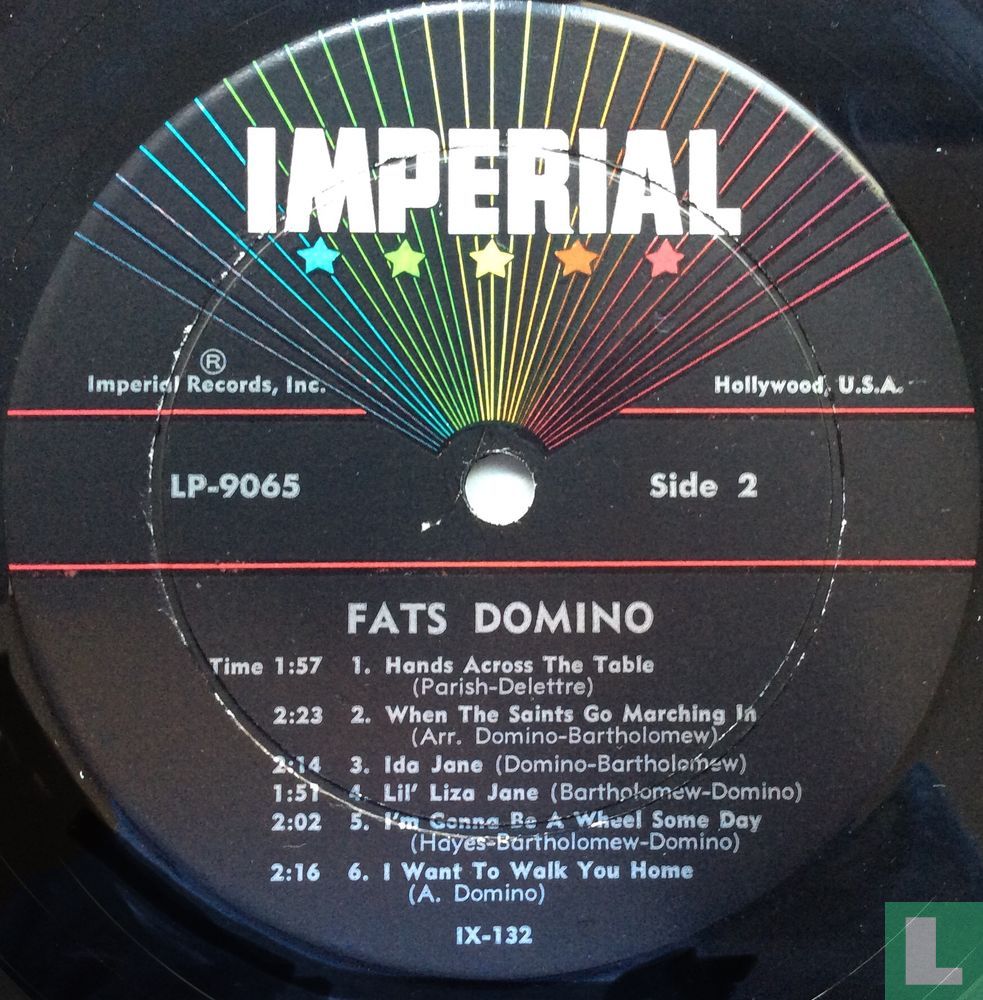 IMPERIAL
®
Imperial Records, Inc.
Hollywood, U.S.A.
LP-9065
Side 2
FATS DOMINO
Time 1:57 1. Hands Across The Table
(Parish-Delettre)
2:23 2. When The Saints Go Marching In
(Arr. Domino-Bartholomew)
2:14 3. Ida Jane (Domino-Bartholomew)
1:51 4. Lil' Liza Jane (Bartholomew-Domino)
2:02 5. I'm Gonna Be A Wheel Some Day
(Hayes-Bartholomew-Domino)
2:16 6. I Want To Walk You Home
(A. Domino)
IX-132
L